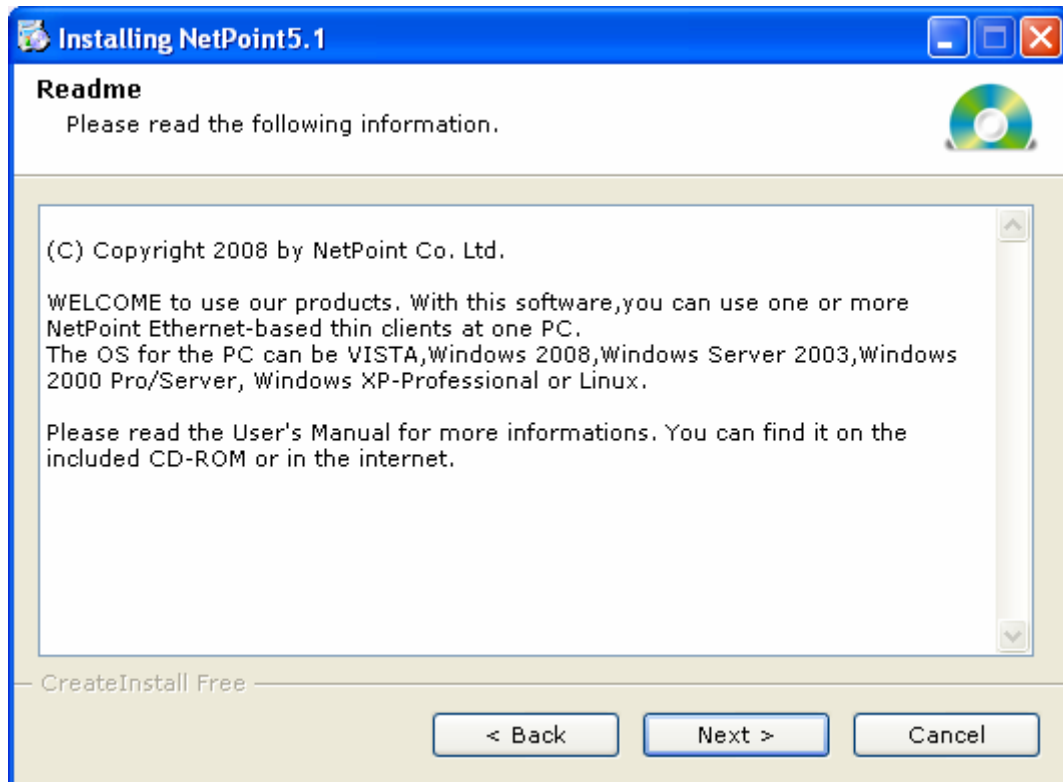 Installing NetPoint5.1
Readme
Please read the following information.
(C) Copyright 2008 by NetPoint Co. Ltd.
WELCOME to use our products. With this software,you can use one or more
NetPoint Ethernet-based thin clients at one PC.
The OS for the PC can be VISTA,Windows 2008,Windows Server 2003,Windows
2000 Pro/Server, Windows XP-Professional or Linux.
Please read the User's Manual for more informations. You can find it on the
included CD-ROM or in the internet.
CreateInstall Free
< Back
Next >
Cancel